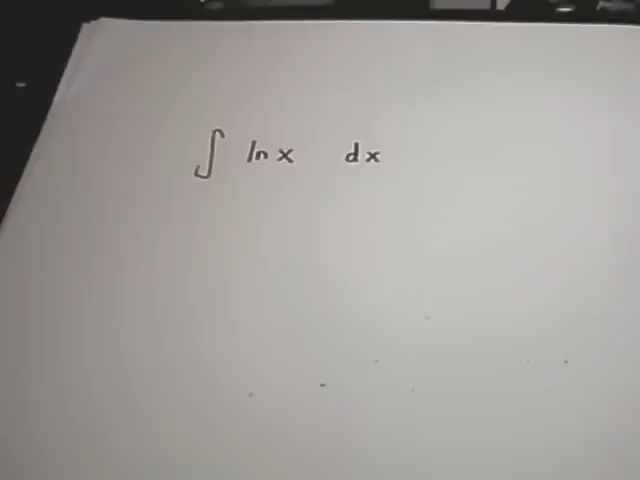 ∫ ln x dx